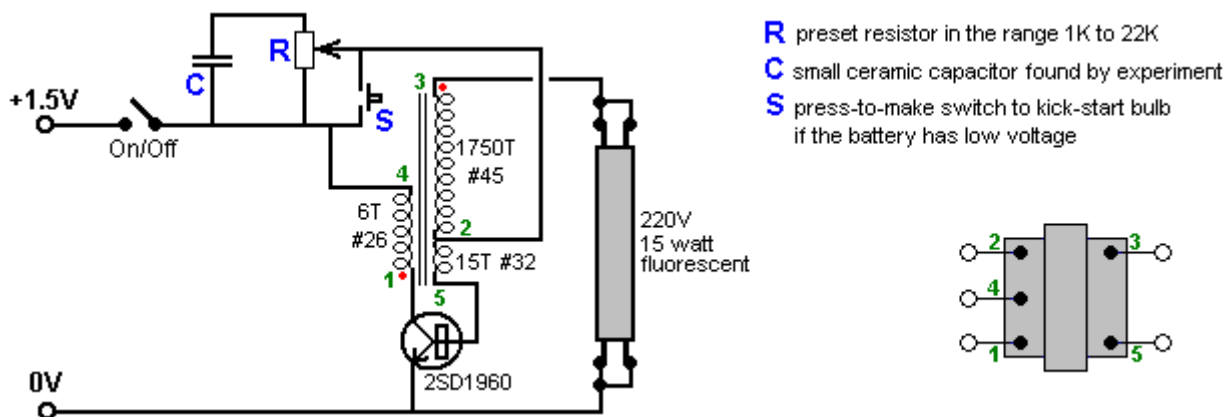 R preset resistor in the range 1K to 22K
C small ceramic capacitor found by experiment
S press-to-make switch to kick-start bulb
if the battery has low voltage
R
C
S
+1.5V
On/Off
3
1750T
#45
4
6T
#26
2
15T #32
1
5
220V
15 watt
fluorescent
2SD1960
0V
2 3
4
1 5